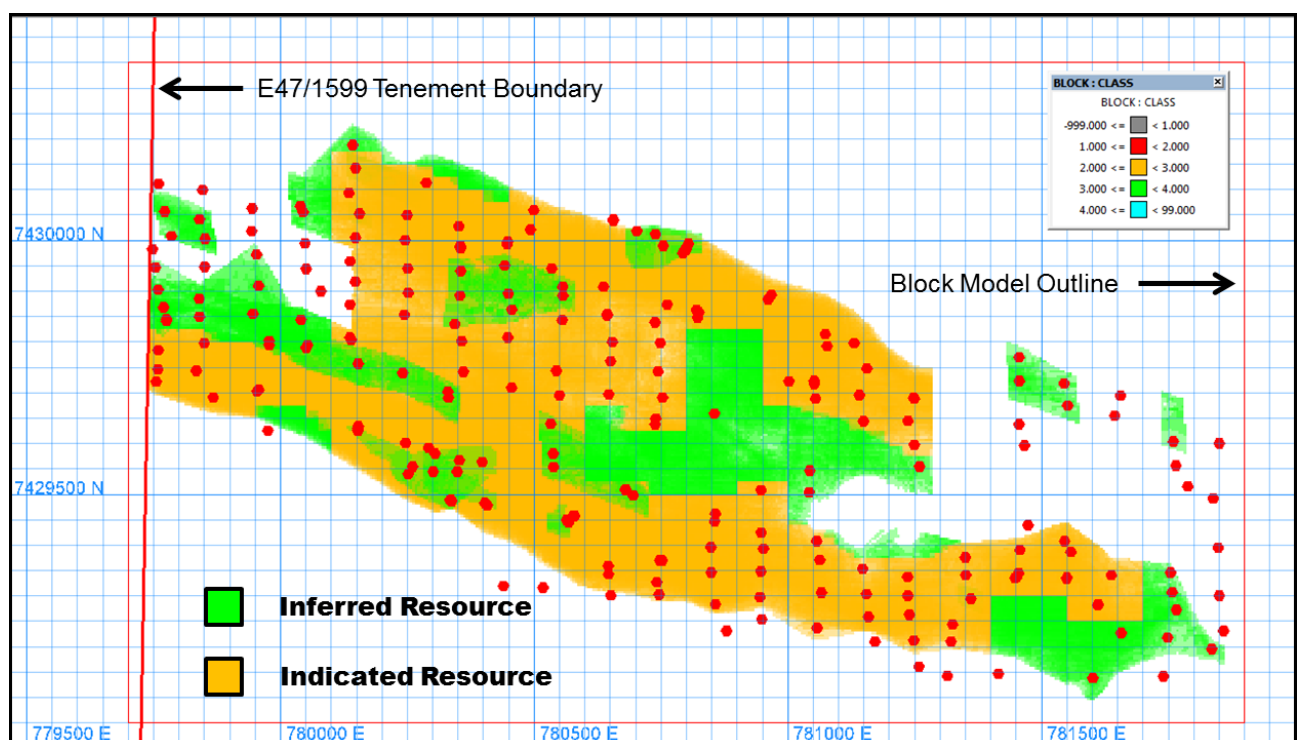 E47/1599 Tenement Boundary
BLOCK : CLASS x
BLOCK : CLASS
-999.000 <= < 1.000
1.000 <= < 2.000
2.000 <= < 3.000
3.000 <= < 4.000
4.000 <= < 99.000
7430000 N
Block Model Outline
7429500 N
Inferred Resource
Indicated Resource
779500 E
780000 E
780500 E
781000 E
781500 E